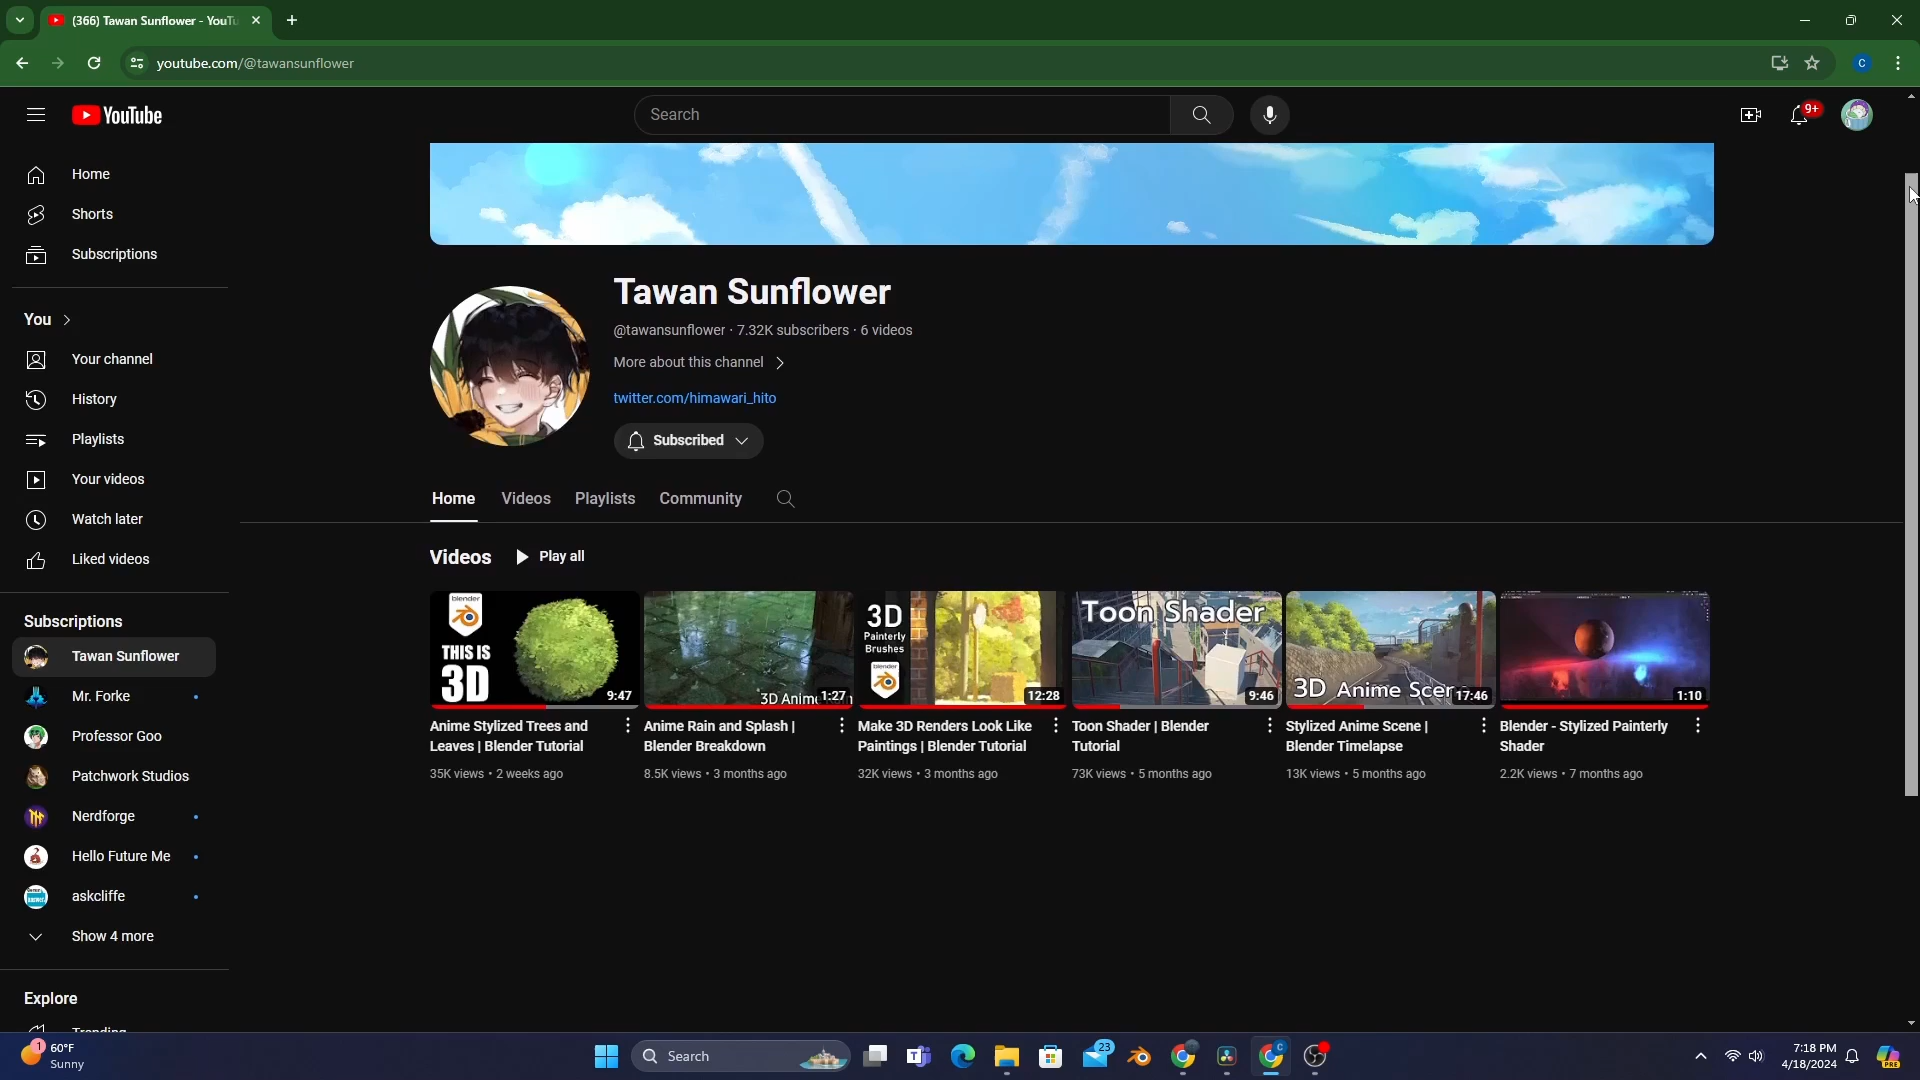 (366) Tawan Sunflower - YouTu
youtube.com/@tawansunflower
C
YouTube
Search
9+
Home
Shorts
Subscriptions
You
Your channel
History
Playlists
Your videos
Watch later
Liked videos
Subscriptions
Tawan Sunflower
Mr. Forke
Professor Goo
Patchwork Studios
Nerdforge
Hello Future Me
askcliffe
Show 4 more
Explore
Trending
Tawan Sunflower
@tawansunflower · 7.32K subscribers · 6 videos
More about this channel
twitter.com/himawari_hito
Subscribed
Home Videos Playlists Community
Videos Play all
blender
THIS IS
3D
9:47
Anime Stylized Trees and
Leaves | Blender Tutorial
35K views • 2 weeks ago
3D Anime
1:27
Anime Rain and Splash |
Blender Breakdown
8.5K views • 3 months ago
3D
Painterly
Brushes
blender
12:28
Make 3D Renders Look Like
Paintings | Blender Tutorial
32K views • 3 months ago
Toon Shader
9:46
Toon Shader | Blender
Tutorial
73K views • 5 months ago
3D Anime Scen
17:46
Stylized Anime Scene |
Blender Timelapse
13K views • 5 months ago
1:10
Blender - Stylized Painterly
Shader
2.2K views • 7 months ago
1
60°F
Sunny
Search
23
C
7:18 PM
4/18/2024
PRE